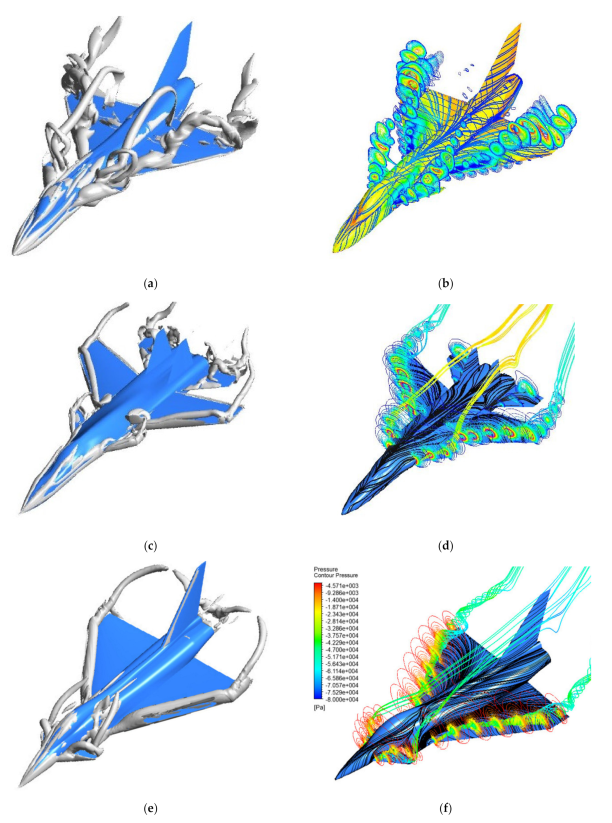 (a)
(b)
(c)
(d)
Pressure
Contour Pressure
-4.571e+003
-9.286e+003
-1.400e+004
-1.871e+004
-2.343e+004
-2.814e+004
-3.286e+004
-3.757e+004
-4.229e+004
-4.700e+004
-5.171e+004
-5.643e+004
-6.114e+004
-6.586e+004
-7.057e+004
-7.529e+004
-8.000e+004
[Pa]
(e)
(f)